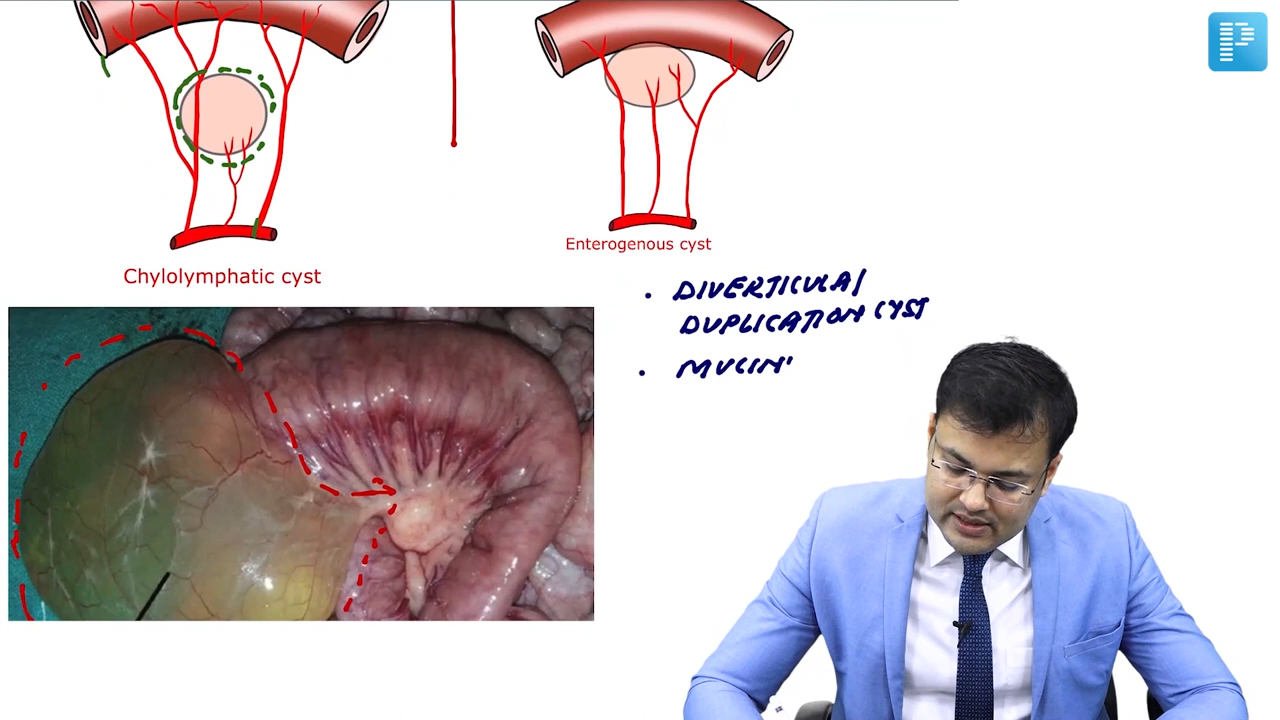 Enterogenous cyst
Chylolymphatic cyst
• DIVERTICULA/
DUPLICATION CYST
• MUCIN'